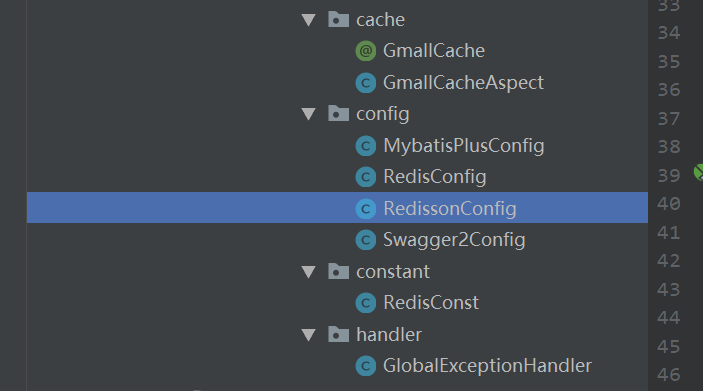 cache
@ GmallCache
C GmallCacheAspect
config
C MybatisPlusConfig
C RedisConfig
C RedissonConfig
C Swagger2Config
constant
C RedisConst
handler
C GlobalExceptionHandler
33
34
35
36
37
38
39
40
41
42
43
44
45
46